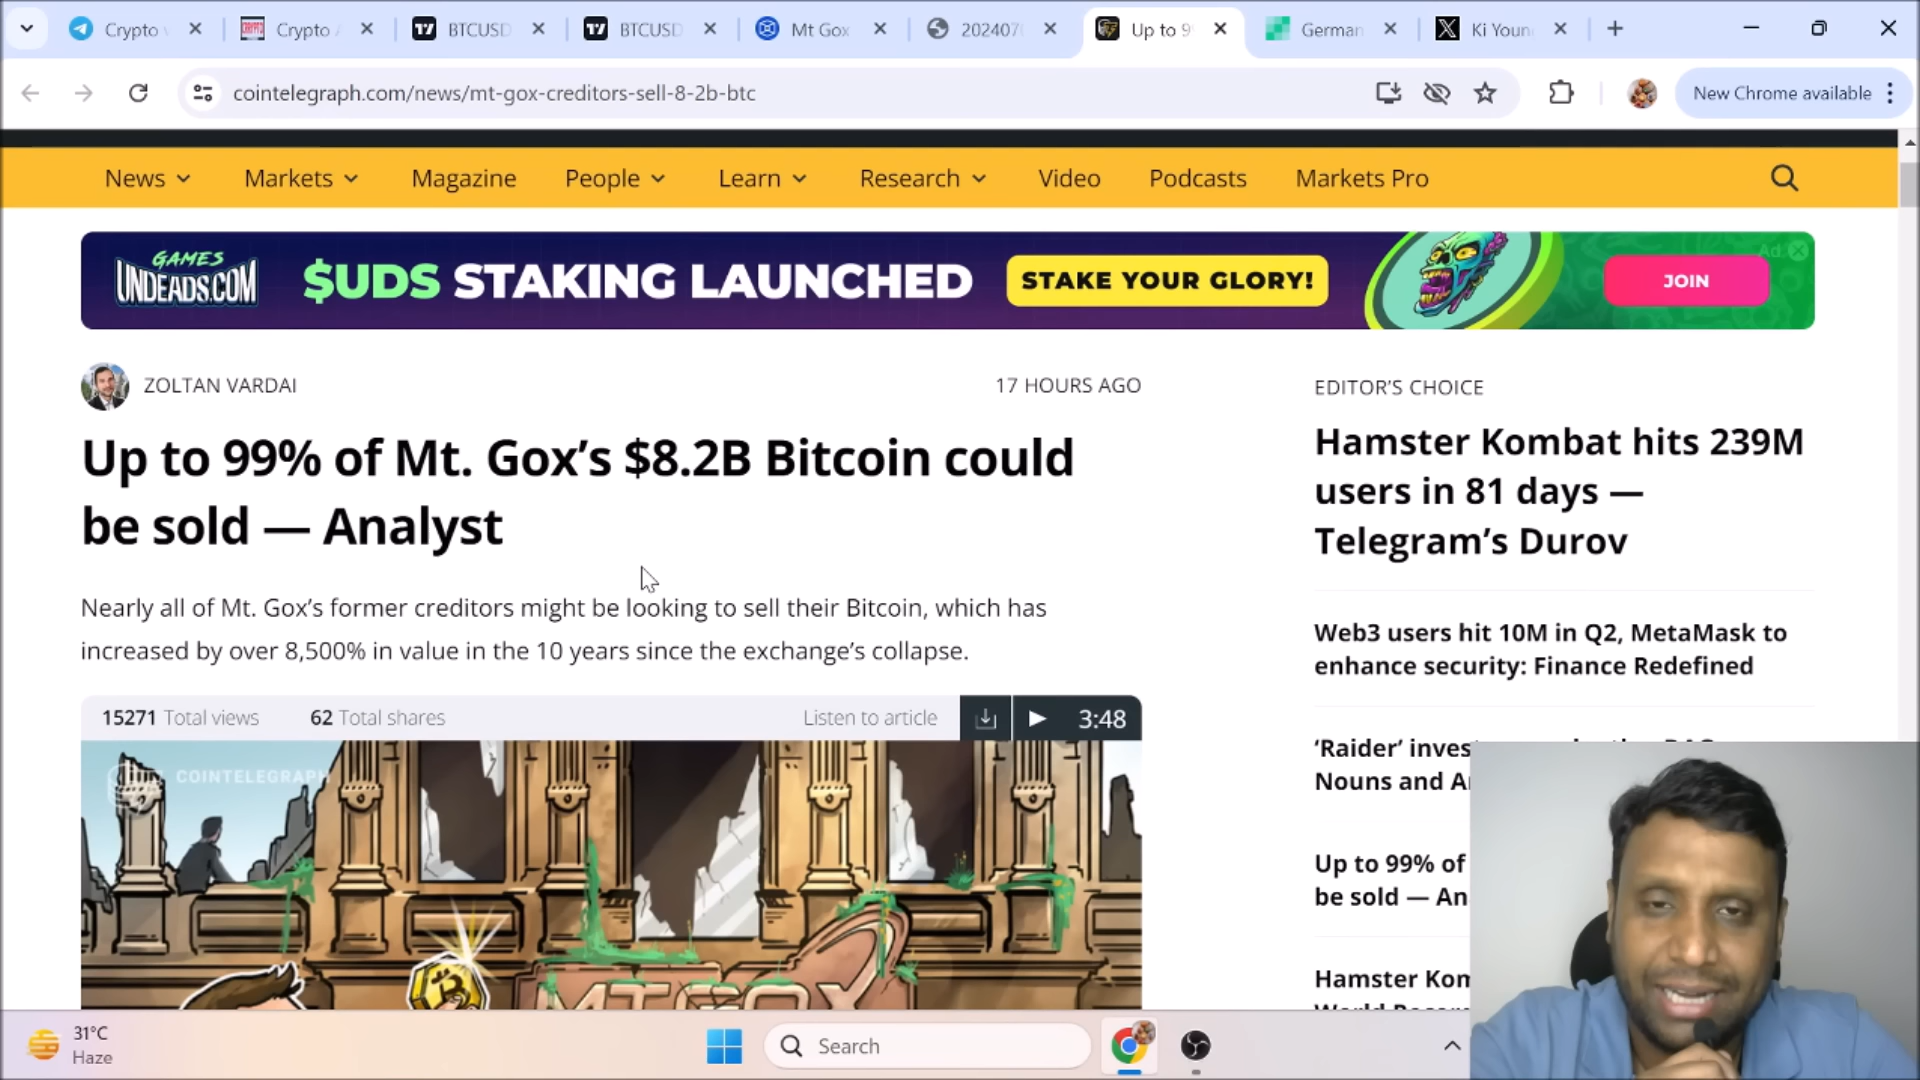 Crypto
Crypto
BTCUSD
BTCUSD
Mt Gox
202407
Up to 9
German
Ki Youn
cointelegraph.com/news/mt-gox-creditors-sell-8-2b-btc
New Chrome available
News
Markets
Magazine
People
Learn
Research
Video
Podcasts
Markets Pro
GAMES
UNDEADS.COM
$UDS STAKING LAUNCHED
STAKE YOUR GLORY!
JOIN
Ad
ZOLTAN VARDAI
17 HOURS AGO
Up to 99% of Mt. Gox’s $8.2B Bitcoin could
be sold — Analyst
Nearly all of Mt. Gox’s former creditors might be looking to sell their Bitcoin, which has
increased by over 8,500% in value in the 10 years since the exchange’s collapse.
15271 Total views
62 Total shares
Listen to article
3:48
COINTELEGRAPH
MT GOX
EDITOR’S CHOICE
Hamster Kombat hits 239M
users in 81 days —
Telegram’s Durov
Web3 users hit 10M in Q2, MetaMask to
enhance security: Finance Redefined
‘Raider’
Nouns and
Up to 99% of
be sold — An
Hamster Kom
31°C
Haze
Search